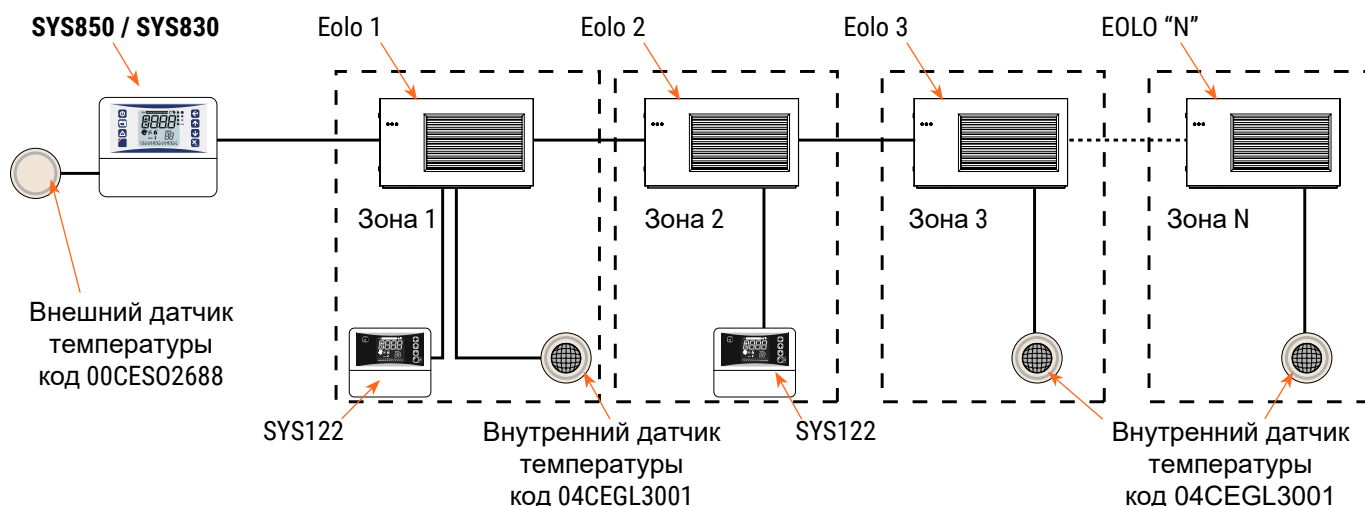 SYS850 / SYS830
Eolo 1
Eolo 2
Eolo 3
EOLO “N”
Зона 1
Зона 2
Зона 3
Зона N
Внешний датчик
температуры
код 00CESO2688
SYS122
Внутренний датчик
температуры
код 04CEGL3001
SYS122
Внутренний датчик
температуры
код 04CEGL3001